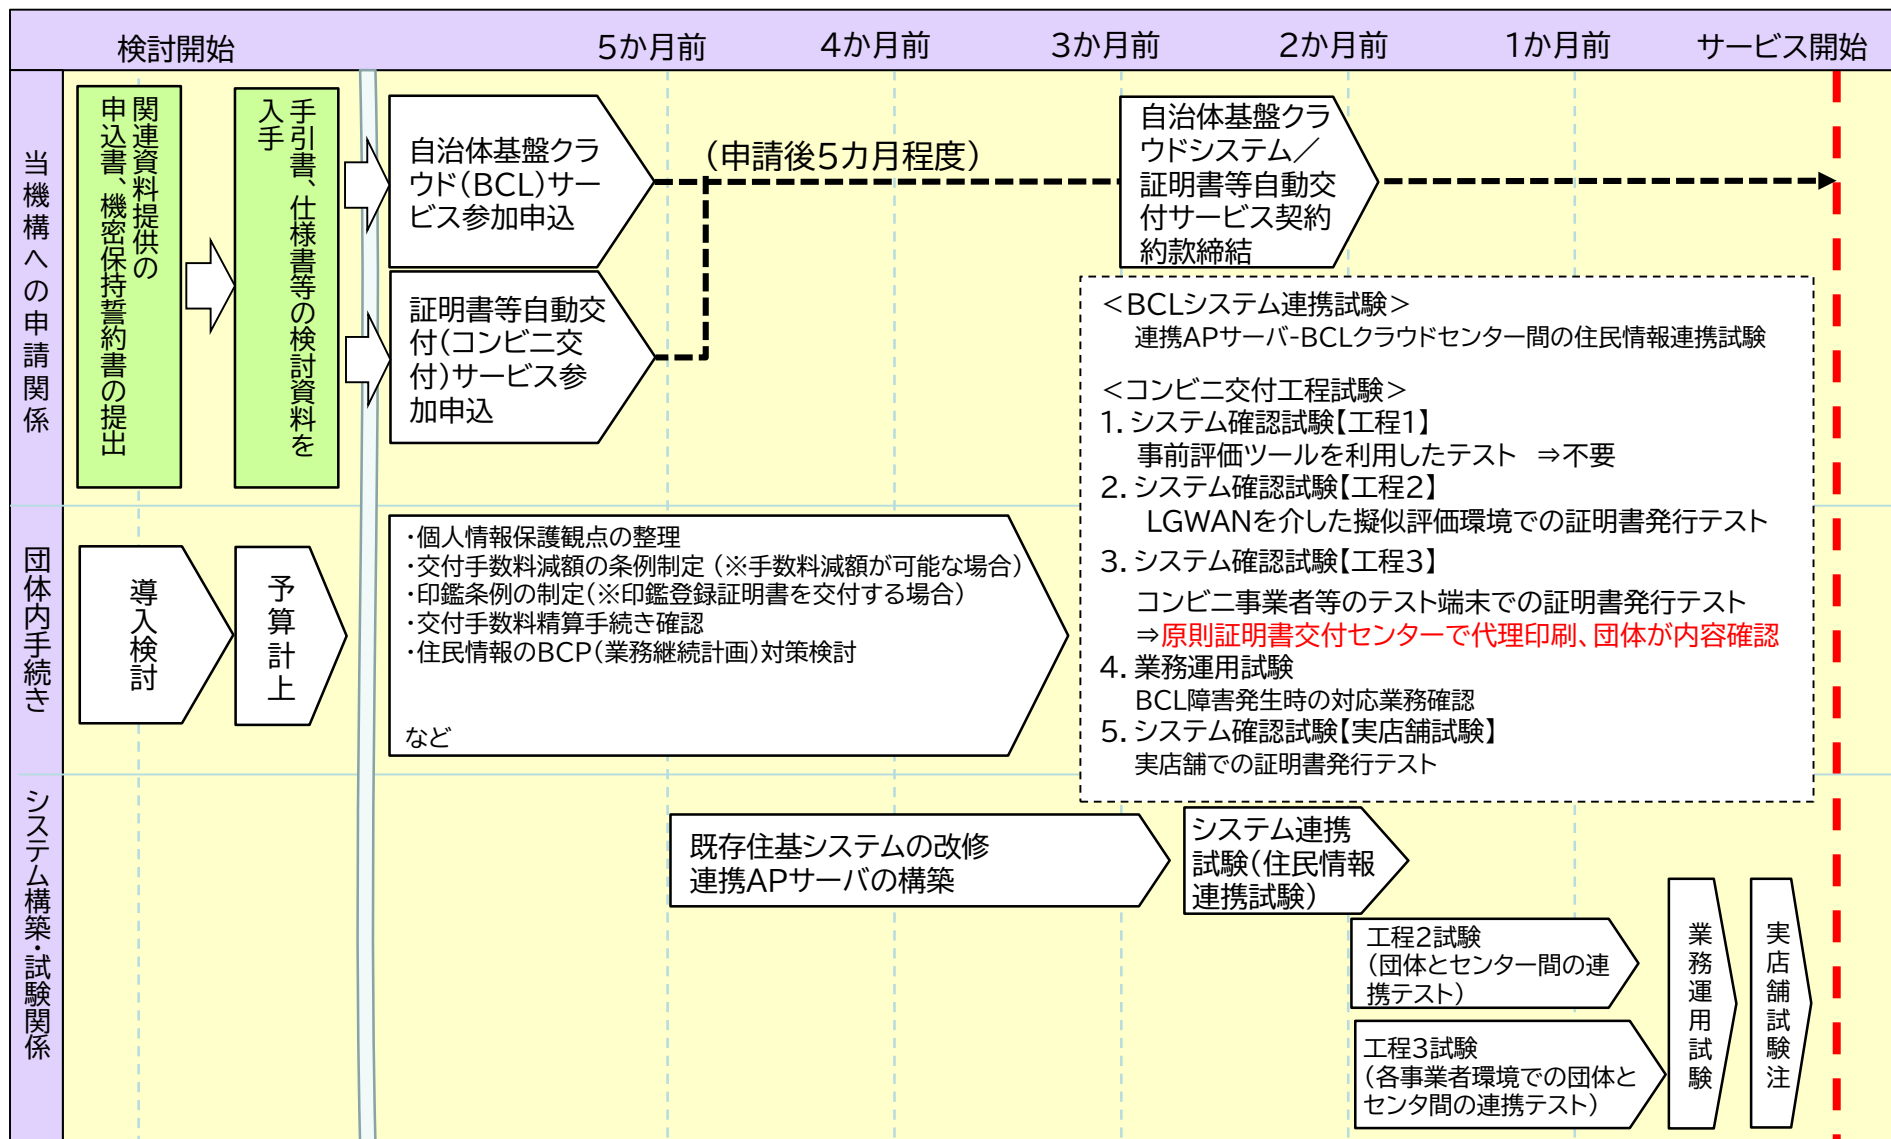 検討開始
5か月前
4か月前
3か月前
2か月前
1か月前
サービス開始
当機構への申請関係
関連資料提供の
申込書、機密保持誓約書の提出
手引書、仕様書等の検討資料を
入手
自治体基盤クラ
ウド(BCL)サー
ビス参加申込
(申請後5カ月程度)
自治体基盤クラ
ウドシステム/
証明書等自動交
付サービス契約
約款締結
証明書等自動交
付(コンビニ交
付)サービス参
加申込
<BCLシステム連携試験>
連携APサーバ-BCLクラウドセンター間の住民情報連携試験
<コンビニ交付工程試験>
1.システム確認試験【工程1】
事前評価ツールを利用したテスト ⇒不要
2.システム確認試験【工程2】
LGWANを介した擬似評価環境での証明書発行テスト
3.システム確認試験【工程3】
コンビニ事業者等のテスト端末での証明書発行テスト
⇒原則証明書交付センターで代理印刷、団体が内容確認
4.業務運用試験
BCL障害発生時の対応業務確認
5.システム確認試験【実店舗試験】
実店舗での証明書発行テスト
団体内手続き
導入検討
予算計上
・個人情報保護観点の整理
・交付手数料減額の条例制定 (※手数料減額が可能な場合)
・印鑑条例の制定(※印鑑登録証明書を交付する場合)
・交付手数料精算手続き確認
・住民情報のBCP(業務継続計画)対策検討
など
システム構築・試験関係
既存住基システムの改修
連携APサーバの構築
システム連携
試験(住民情報
連携試験)
工程2試験
(団体とセンター間の連
携テスト)
工程3試験
(各事業者環境での団体と
センタ間の連携テスト)
業務運用試験
実店舗試験注